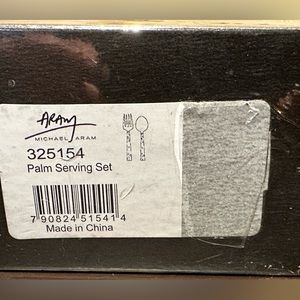 ARAM
MICHAEL ARAM
325154
Palm Serving Set
7 90824 51541 4
Made in China